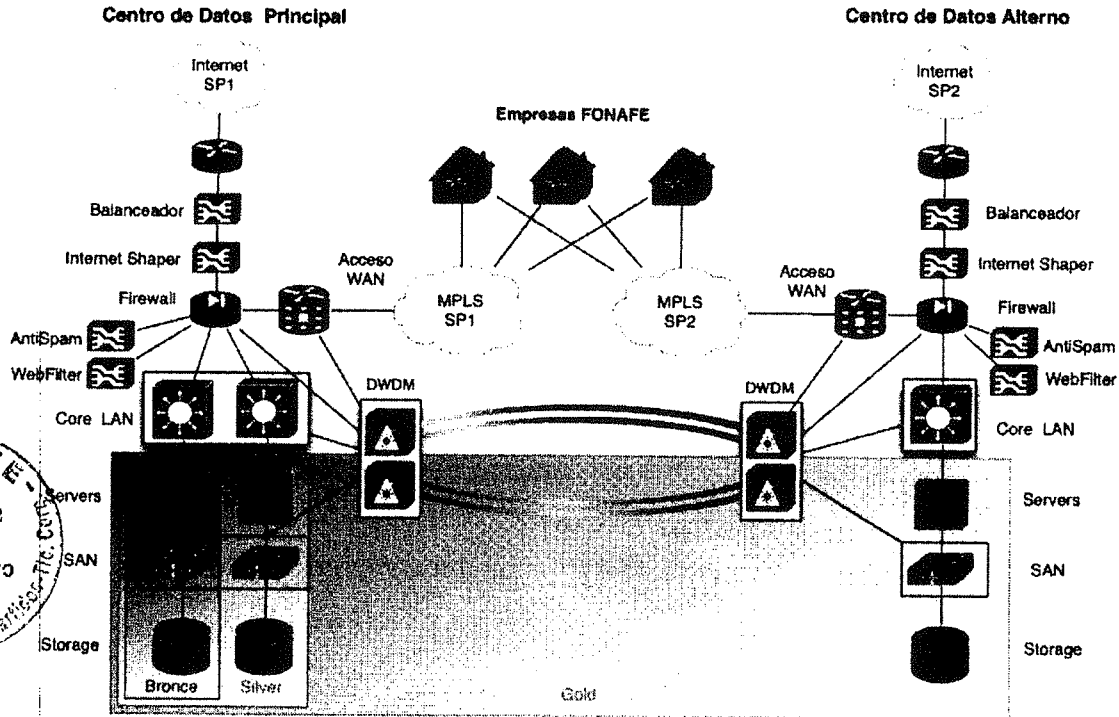 Centro de Datos Principal
Centro de Datos Alterno
Internet
SP1
Internet
SP2
Empresas FONAFE
Balanceador
Balanceador
Internet Shaper
Internet Shaper
Acceso
WAN
Acceso
WAN
Firewall
Firewall
MPLS
SP1
MPLS
SP2
AntiSpam
AntiSpam
WebFilter
WebFilter
DWDM
DWDM
Core LAN
Core LAN
Servers
Servers
SAN
SAN
Storage
Storage
Bronce
Silver
Gold